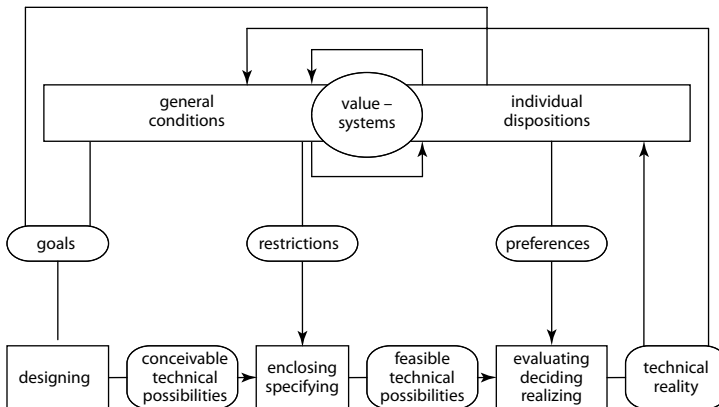 general
conditions
value –
systems
individual
dispositions
goals
restrictions
preferences
designing
conceivable
technical
possibilities
enclosing
specifying
feasible
technical
possibilities
evaluating
deciding
realizing
technical
reality